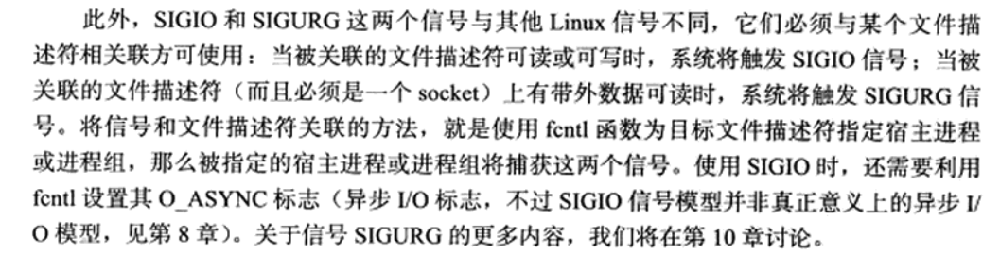 此外，SIGIO 和 SIGURG 这两个信号与其他 Linux 信号不同，它们必须与某个文件描
述符相关联方可使用：当被关联的文件描述符可读或可写时，系统将触发 SIGIO 信号；当被
关联的文件描述符（而且必须是一个 socket）上有带外数据可读时，系统将触发 SIGURG 信
号。将信号和文件描述符关联的方法，就是使用 fcntl 函数为目标文件描述符指定宿主进程
或进程组，那么被指定的宿主进程或进程组将捕获这两个信号。使用 SIGIO 时，还需要利用
fcntl 设置其 O_ASYNC 标志（异步 I/O 标志，不过 SIGIO 信号模型并非真正意义上的异步 I/
O 模型，见第 8 章）。关于信号 SIGURG 的更多内容，我们将在第 10 章讨论。